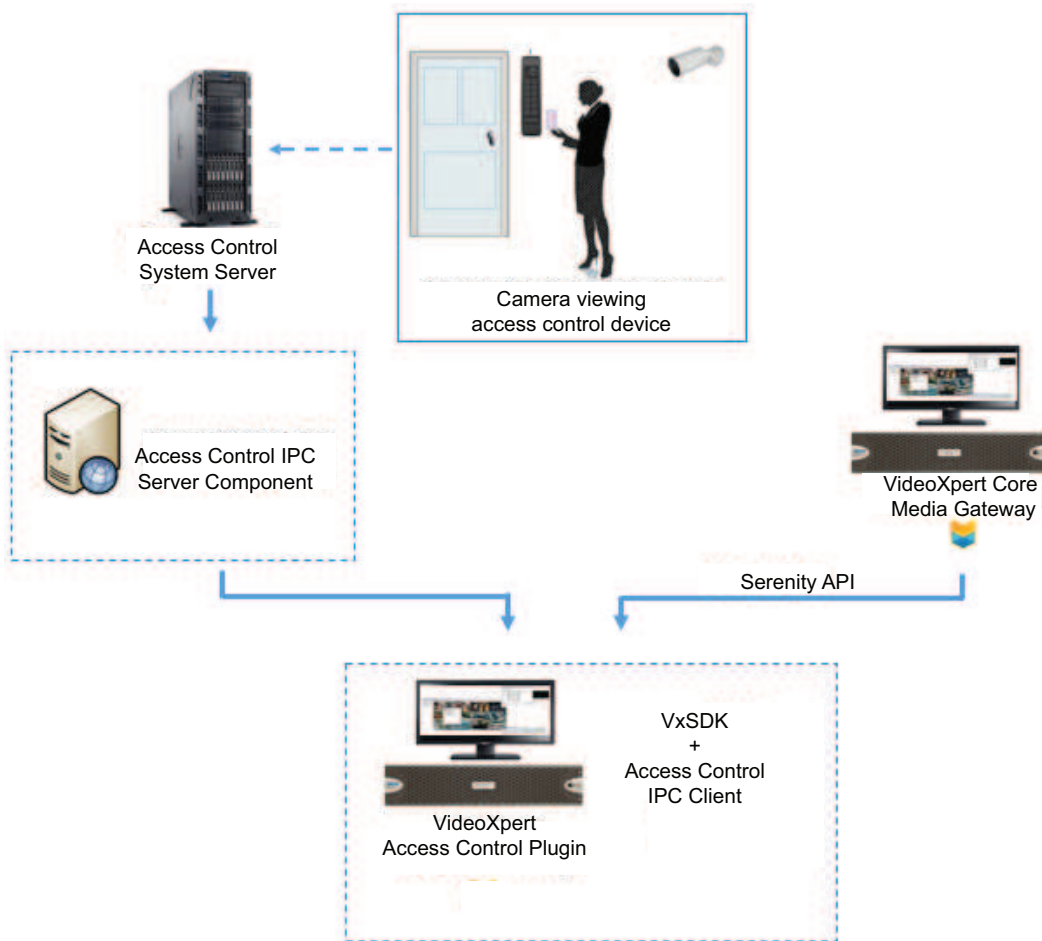 Access Control
System Server
Camera viewing
access control device
Access Control IPC
Server Component
VideoXpert Core
Media Gateway
Serenity API
VxSDK
+
Access Control
IPC Client
VideoXpert
Access Control Plugin